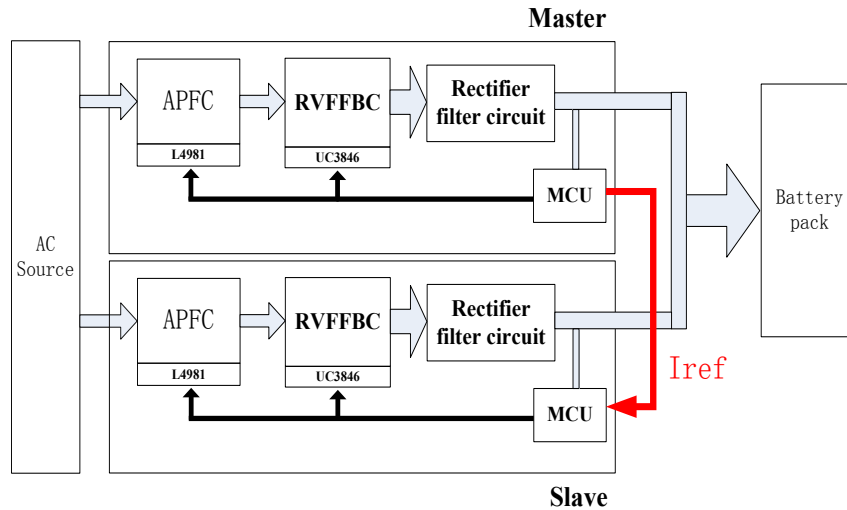 Master
APFC
L4981
RVFFBC
UC3846
Rectifier
filter circuit
MCU
AC
Source
Battery
pack
APFC
L4981
RVFFBC
UC3846
Rectifier
filter circuit
MCU
Iref
Slave